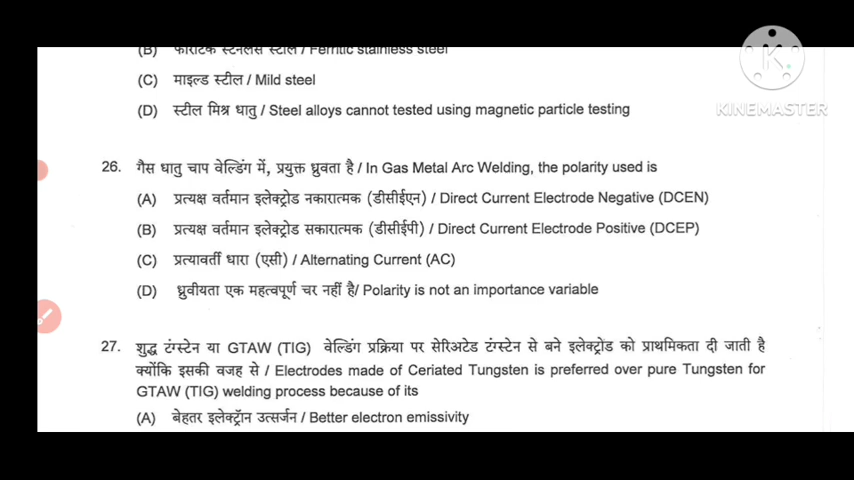 (B) फेरिटिक स्टेनलेस स्टील / Ferritic stainless steel
(C) माइल्ड स्टील / Mild steel
(D) स्टील मिश्र धातु / Steel alloys cannot tested using magnetic particle testing
KINEMASTER
26. गैस धातु चाप वेल्डिंग में, प्रयुक्त ध्रुवता है / In Gas Metal Arc Welding, the polarity used is
(A) प्रत्यक्ष वर्तमान इलेक्ट्रोड नकारात्मक (डीसीईएन) / Direct Current Electrode Negative (DCEN)
(B) प्रत्यक्ष वर्तमान इलेक्ट्रोड सकारात्मक (डीसीईपी) / Direct Current Electrode Positive (DCEP)
(C) प्रत्यावर्ती धारा (एसी) / Alternating Current (AC)
(D) ध्रुवीयता एक महत्वपूर्ण चर नहीं है/ Polarity is not an importance variable
27. शुद्ध टंग्स्टेन या GTAW (TIG) वेल्डिंग प्रक्रिया पर सेरिअटेड टंग्स्टेन से बने इलेक्ट्रोड को प्राथमिकता दी जाती है
क्योंकि इसकी वजह से / Electrodes made of Ceriated Tungsten is preferred over pure Tungsten for
GTAW (TIG) welding process because of its
(A) बेहतर इलेक्ट्रॉन उत्सर्जन / Better electron emissivity